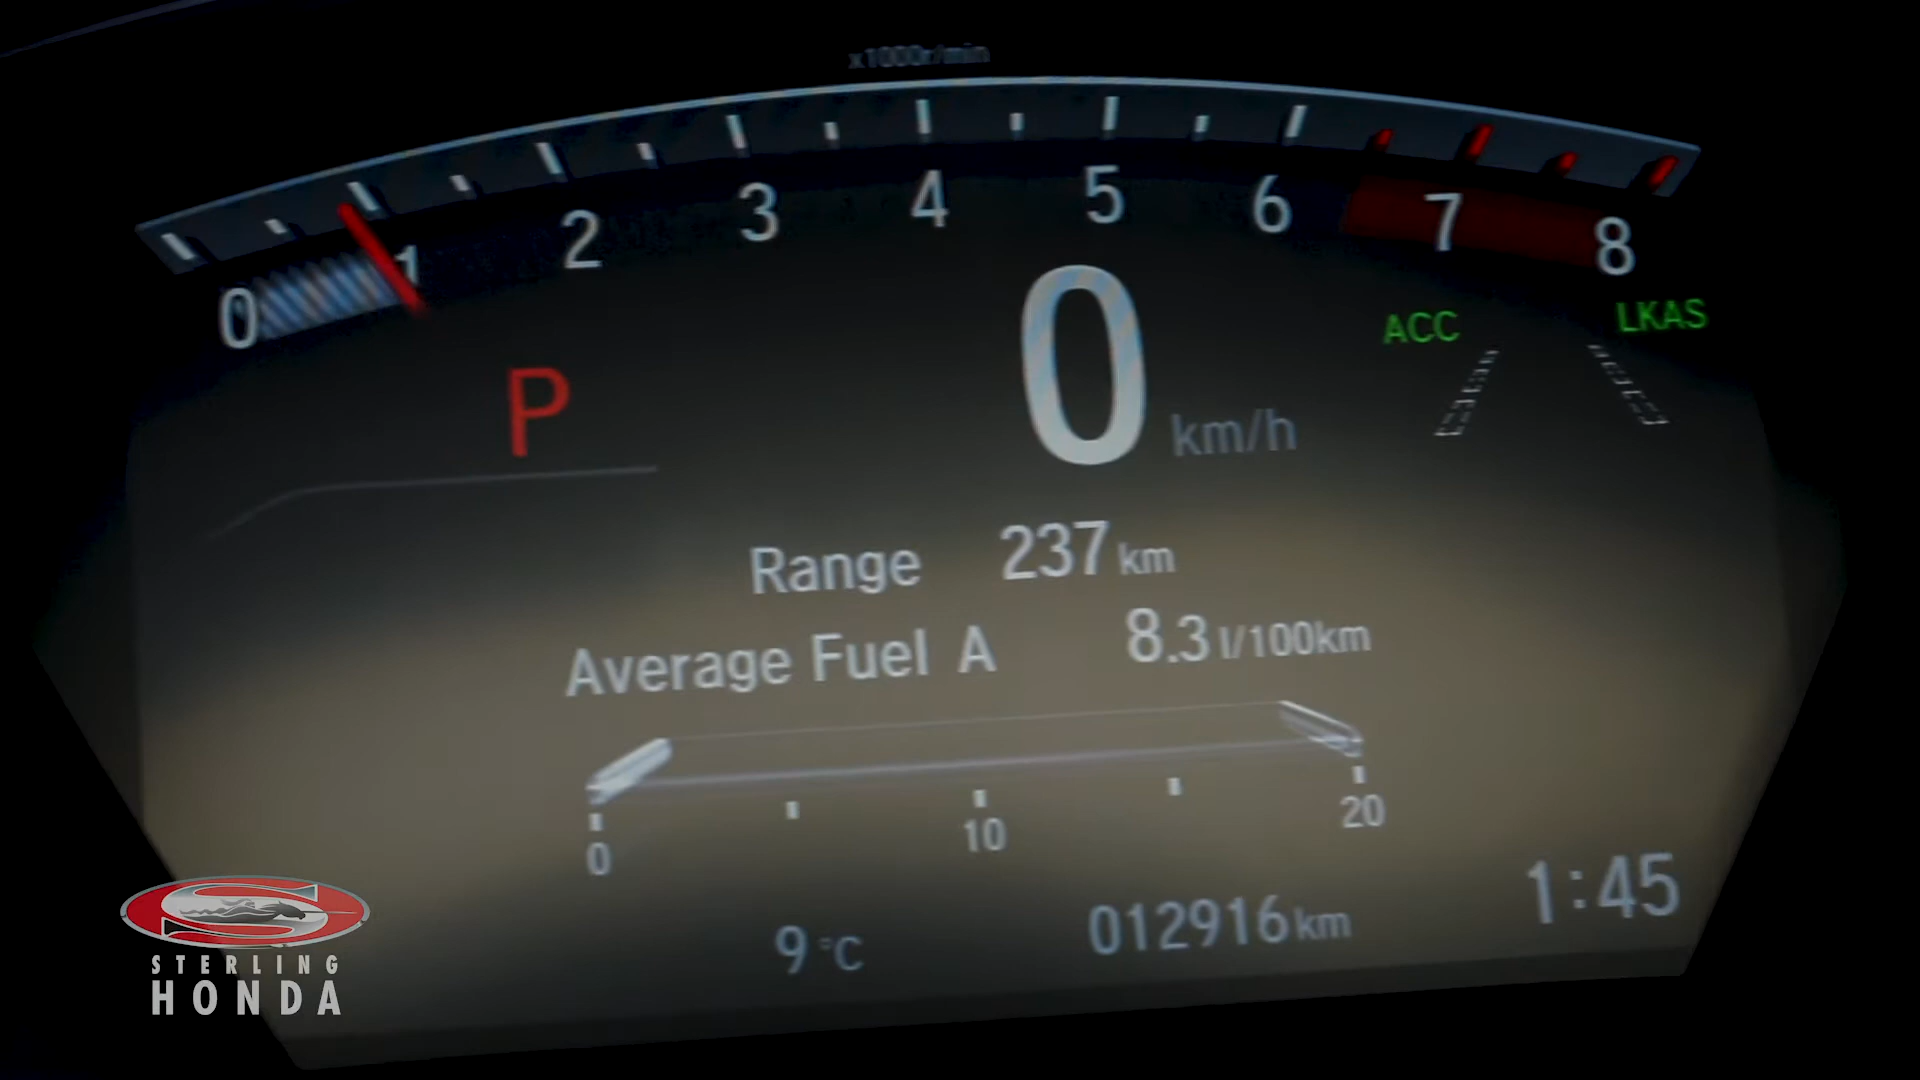 x1000r/min
0 1 2 3 4 5 6 7 8
ACC LKAS
P 0 km/h
Range 237 km
Average Fuel A 8.3 l/100km
0 10 20
9 °C 012916 km 1:45
STERLING
HONDA